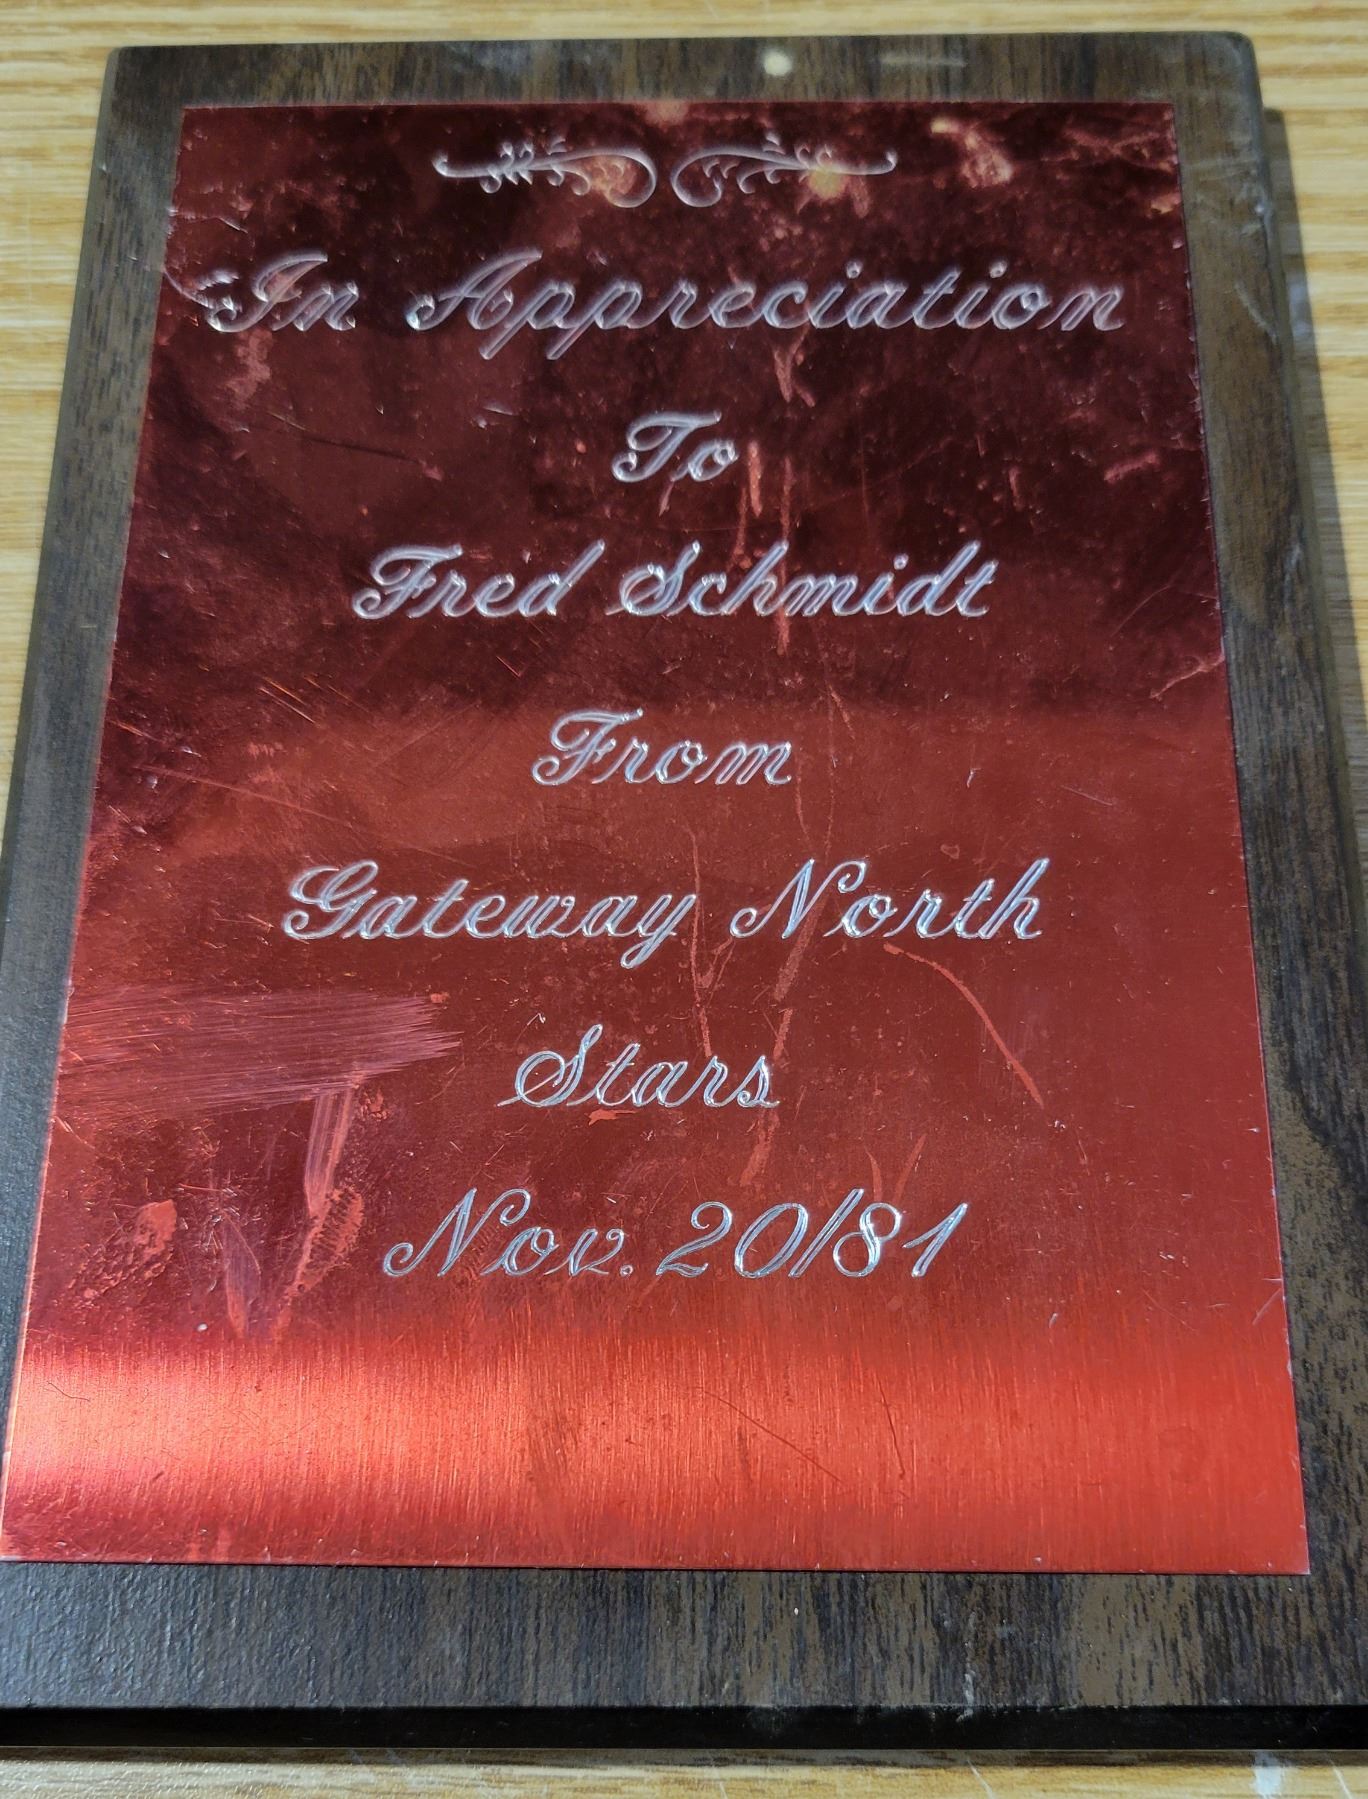 In Appreciation
To
Fred Schmidt
From
Gateway North
Stars
Nov. 20/81